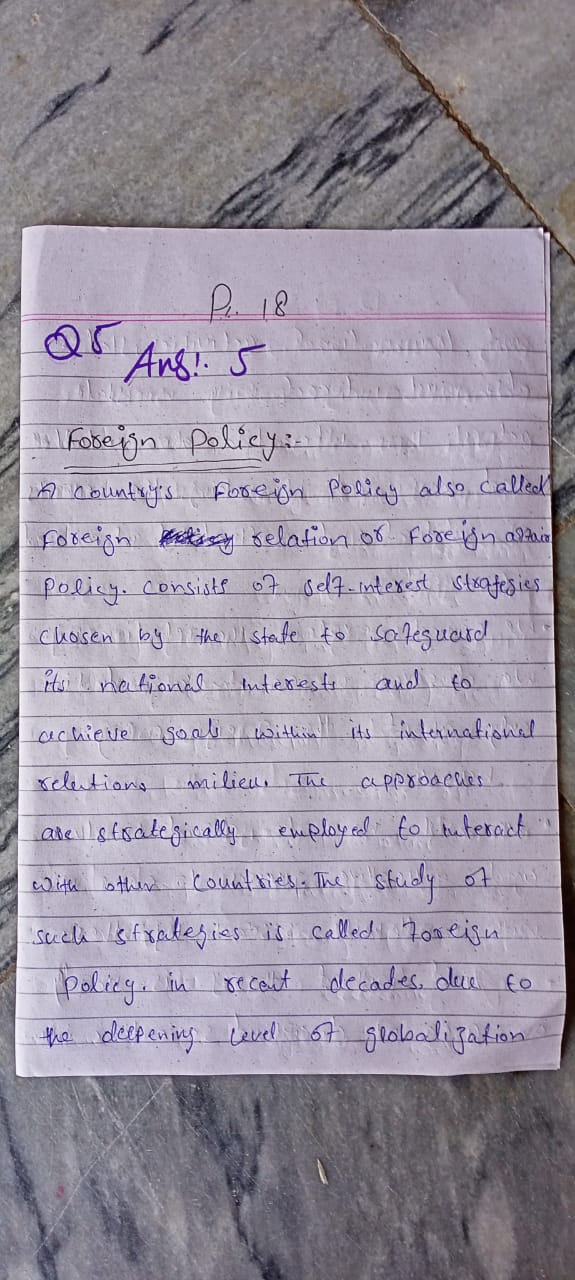 P. 18
Q5
Ans!. 5
Foreign Policy:-
A country's Foreign Policy also called
Foreign relation or Foreign affair
Policy. consists of self-interest strategies
chosen by the state to safeguard
its national interests and to
achieve goals within its international
relations milieu. The approaches
are strategically employed to interact
with other countries. The study of
such strategies is called foreign
policy. in recent decades, due to
the deepening level of globalization